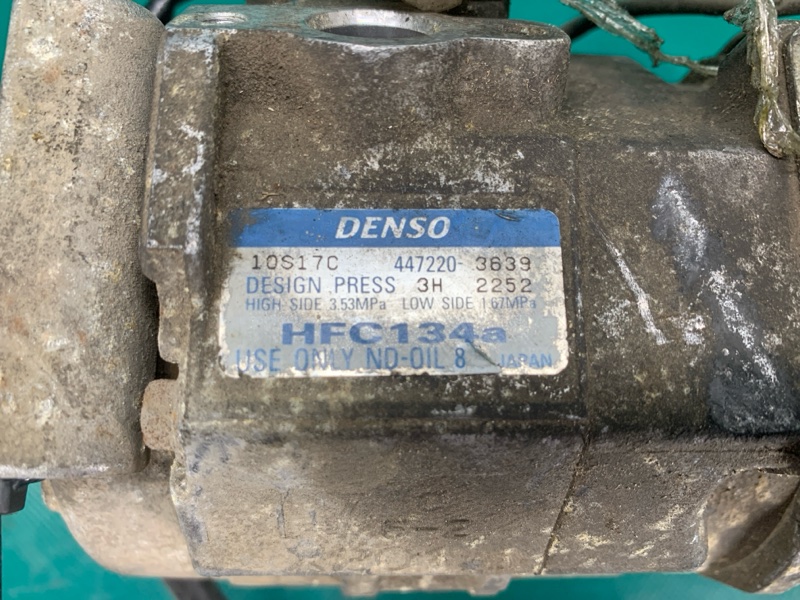 DENSO
10S17C 447220-3639
DESIGN PRESS 3H 2252
HIGH SIDE 3.53MPa LOW SIDE 1.67MPa
HFC134a
USE ONLY ND-OIL 8 JAPAN